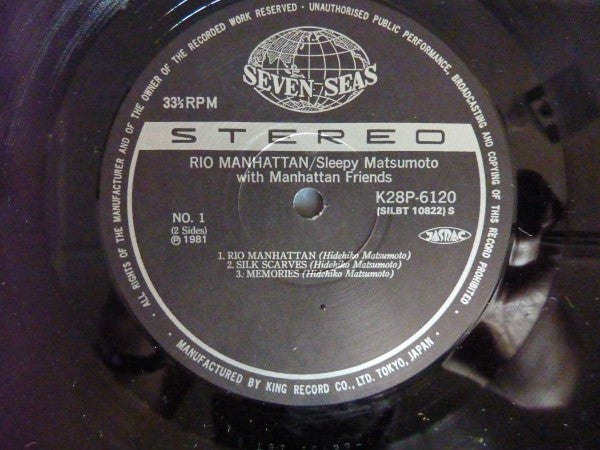 ALL RIGHTS OF THE MANUFACTURER AND OF THE OWNER OF THE RECORDED WORK RESERVED · UNAUTHORISED PUBLIC PERFORMANCE, BROADCASTING AND COPYING OF THIS RECORD PROHIBITED
SEVEN SEAS
33⅓RPM
STEREO
RIO MANHATTAN/Sleepy Matsumoto
with Manhattan Friends
K28P-6120
(SILBT 10822) S
NO. 1
(2 Sides)
Ⓟ 1981
JASRAC
1. RIO MANHATTAN (Hidehiko Matsumoto)
2. SILK SCARVES (Hidehiko Matsumoto)
3. MEMORIES (Hidehiko Matsumoto)
MANUFACTURED BY KING RECORD CO., LTD. TOKYO, JAPAN